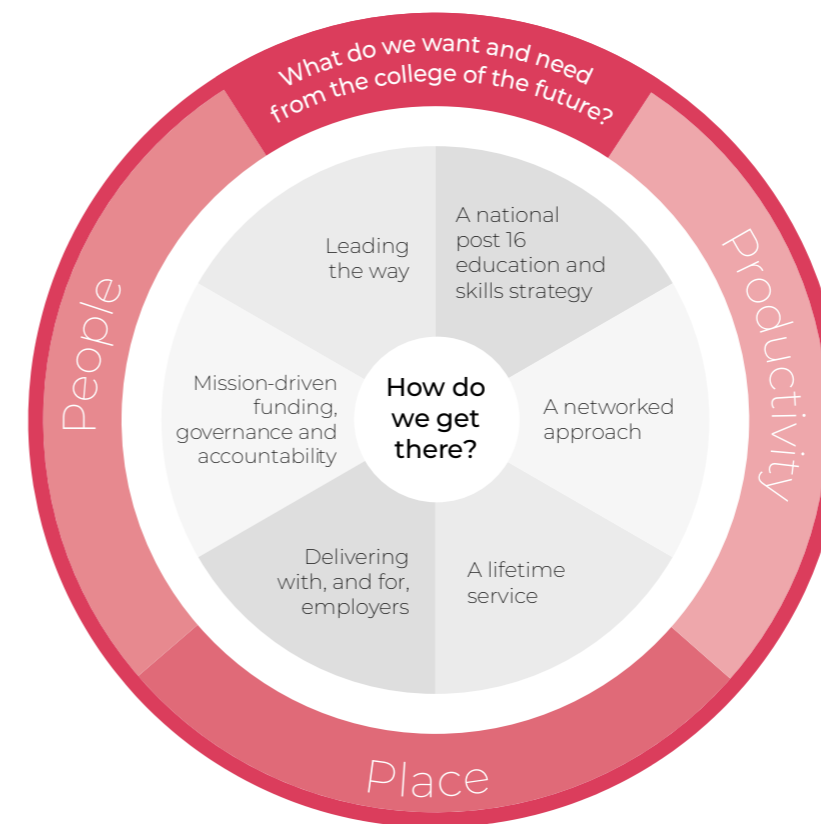 What do we want and need
from the college of the future?
People
Productivity
Place
How do
we get
there?
A national
post 16
education and
skills strategy
A networked
approach
A lifetime
service
Delivering
with, and for,
employers
Mission-driven
funding,
governance and
accountability
Leading
the way